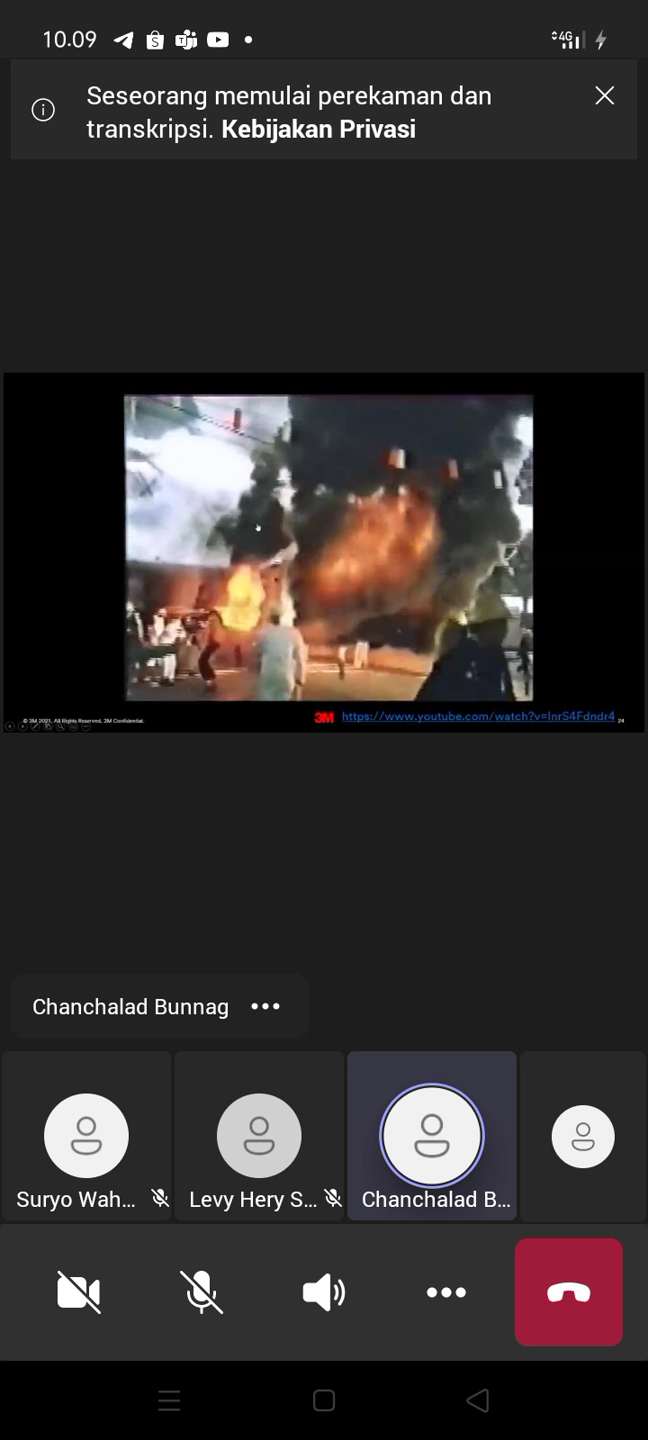 10.09
4G
Seseorang memulai perekaman dan
transkripsi. Kebijakan Privasi
© 3M 2021. All Rights Reserved. 3M Confidential.
3M https://www.youtube.com/watch?v=lnrS4Fdndr4 24
Chanchalad Bunnag
Suryo Wah...
Levy Hery S...
Chanchalad B...